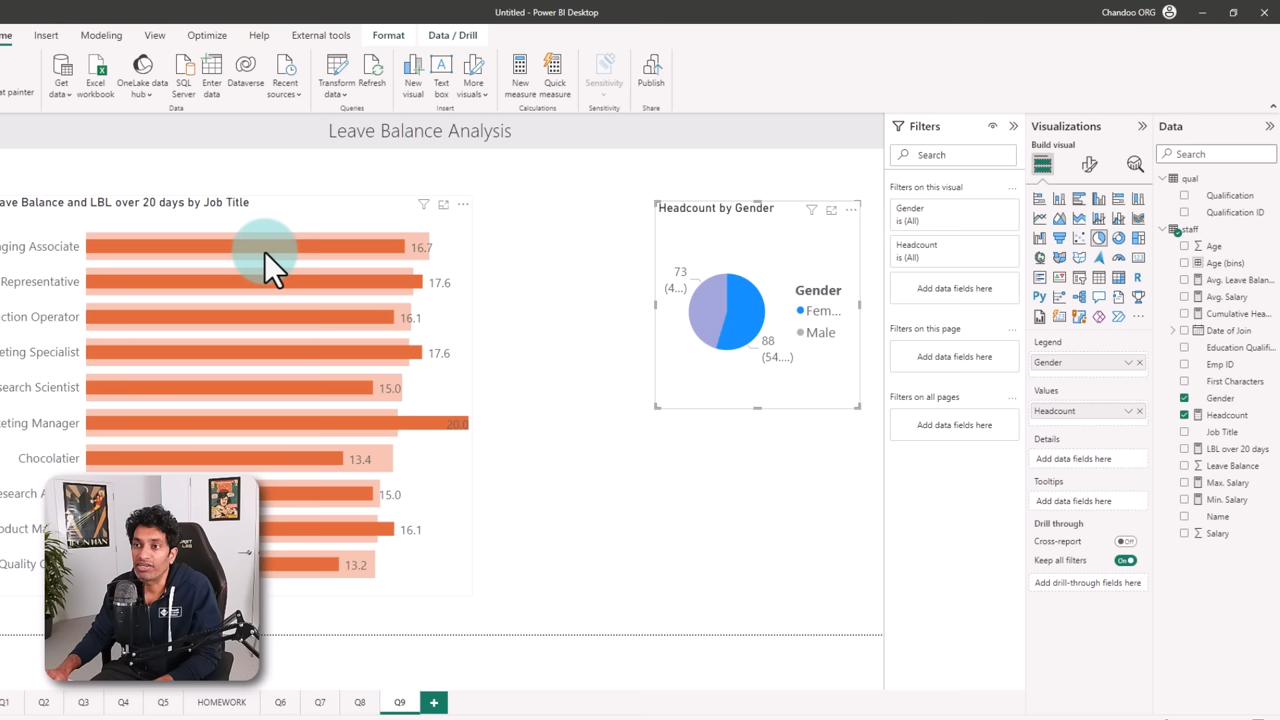 Untitled - Power BI Desktop
Chandoo ORG
me
Insert
Modeling
View
Optimize
Help
External tools
Format
Data / Drill
at painter
Get data
Excel workbook
OneLake data hub
SQL Server
Enter data
Dataverse
Recent sources
Transform data
Refresh
New visual
Text box
More visuals
New measure
Quick measure
Sensitivity
Publish
Data
Queries
Insert
Calculations
Sensitivity
Share
Leave Balance Analysis
eave Balance and LBL over 20 days by Job Title
ging Associate
16.7
Representative
17.6
ction Operator
16.1
eting Specialist
17.6
earch Scientist
15.0
eting Manager
20.0
Chocolatier
13.4
esearch A
15.0
oduct M
16.1
Quality C
13.2
Headcount by Gender
73
(4...)
88
(54....)
Gender
Fem...
Male
Filters
Search
Filters on this visual
...
Gender
is (All)
Headcount
is (All)
Add data fields here
Filters on this page
...
Add data fields here
Filters on all pages
...
Add data fields here
Visualizations
Build visual
R
Py
...
Legend
Gender
Values
Headcount
Details
Add data fields here
Tooltips
Add data fields here
Drill through
Cross-report
Off
Keep all filters
On
Add drill-through fields here
Data
Search
qual
Qualification
Qualification ID
staff
Age
Age (bins)
Avg. Leave Balan...
Avg. Salary
Cumulative Hea...
Date of Join
Education Qualifi...
Emp ID
First Characters
Gender
Headcount
Job Title
LBL over 20 days
Leave Balance
Max. Salary
Min. Salary
Name
Salary
Q1
Q2
Q3
Q4
Q5
HOMEWORK
Q6
Q7
Q8
Q9